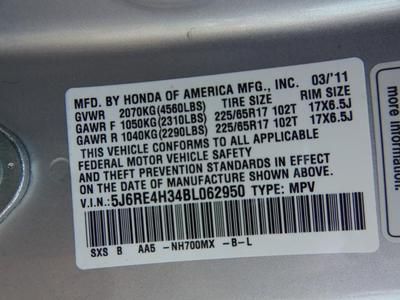 MFD. BY HONDA OF AMERICA MFG., INC. 03/'11
GVWR 2070KG(4560LBS) TIRE SIZE RIM SIZE
GAWR F 1050KG(2310LBS) 225/65R17 102T 17X6.5J
GAWR R 1040KG(2290LBS) 225/65R17 102T 17X6.5J
THIS VEHICLE CONFORMS TO ALL APPLICABLE
FEDERAL MOTOR VEHICLE SAFETY AND
THEFT PREVENTION STANDARDS IN EFFECT
ON THE DATE OF MANUFACTURE SHOWN ABOVE.
V.I.N.: 5J6RE4H34BL062950 TYPE: MPV
SXS B AA5 -NH700MX -B-L
more information.